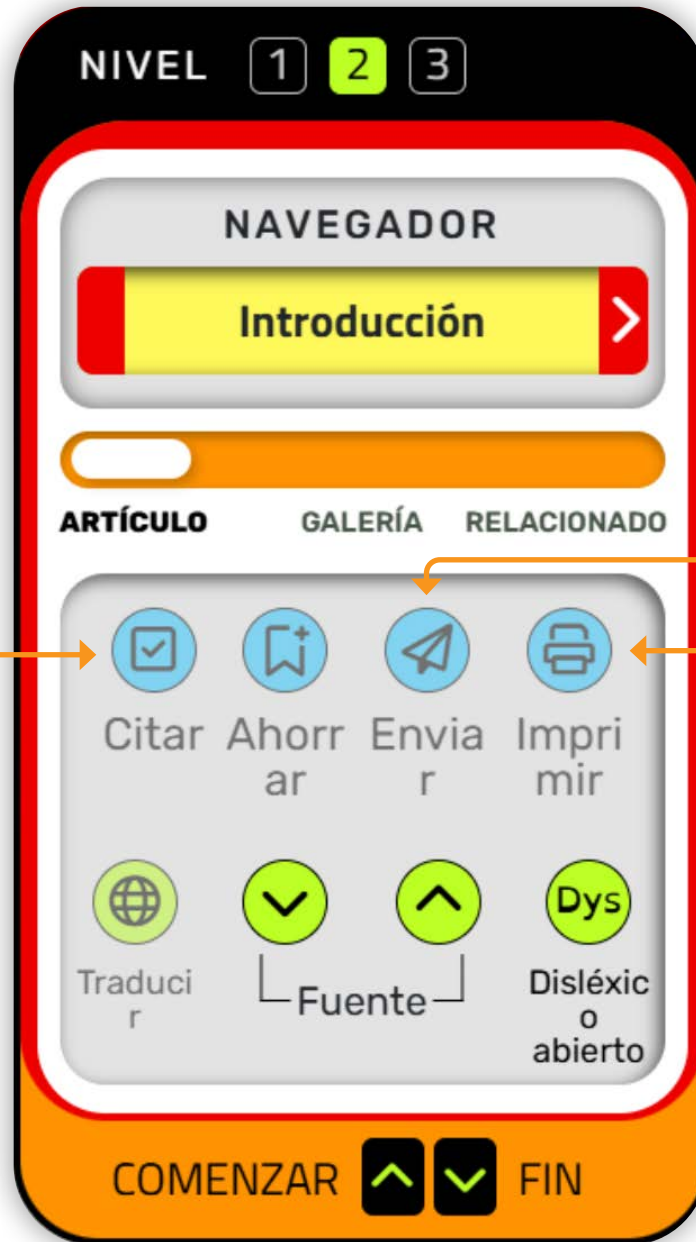 NIVEL 1 2 3
NAVEGADOR
Introducción
ARTÍCULO GALERÍA RELACIONADO
Citar Ahorr Envia Impri
ar r mir
Dys
Traduci Fuente Disléxic
r o
abierto
COMENZAR FIN